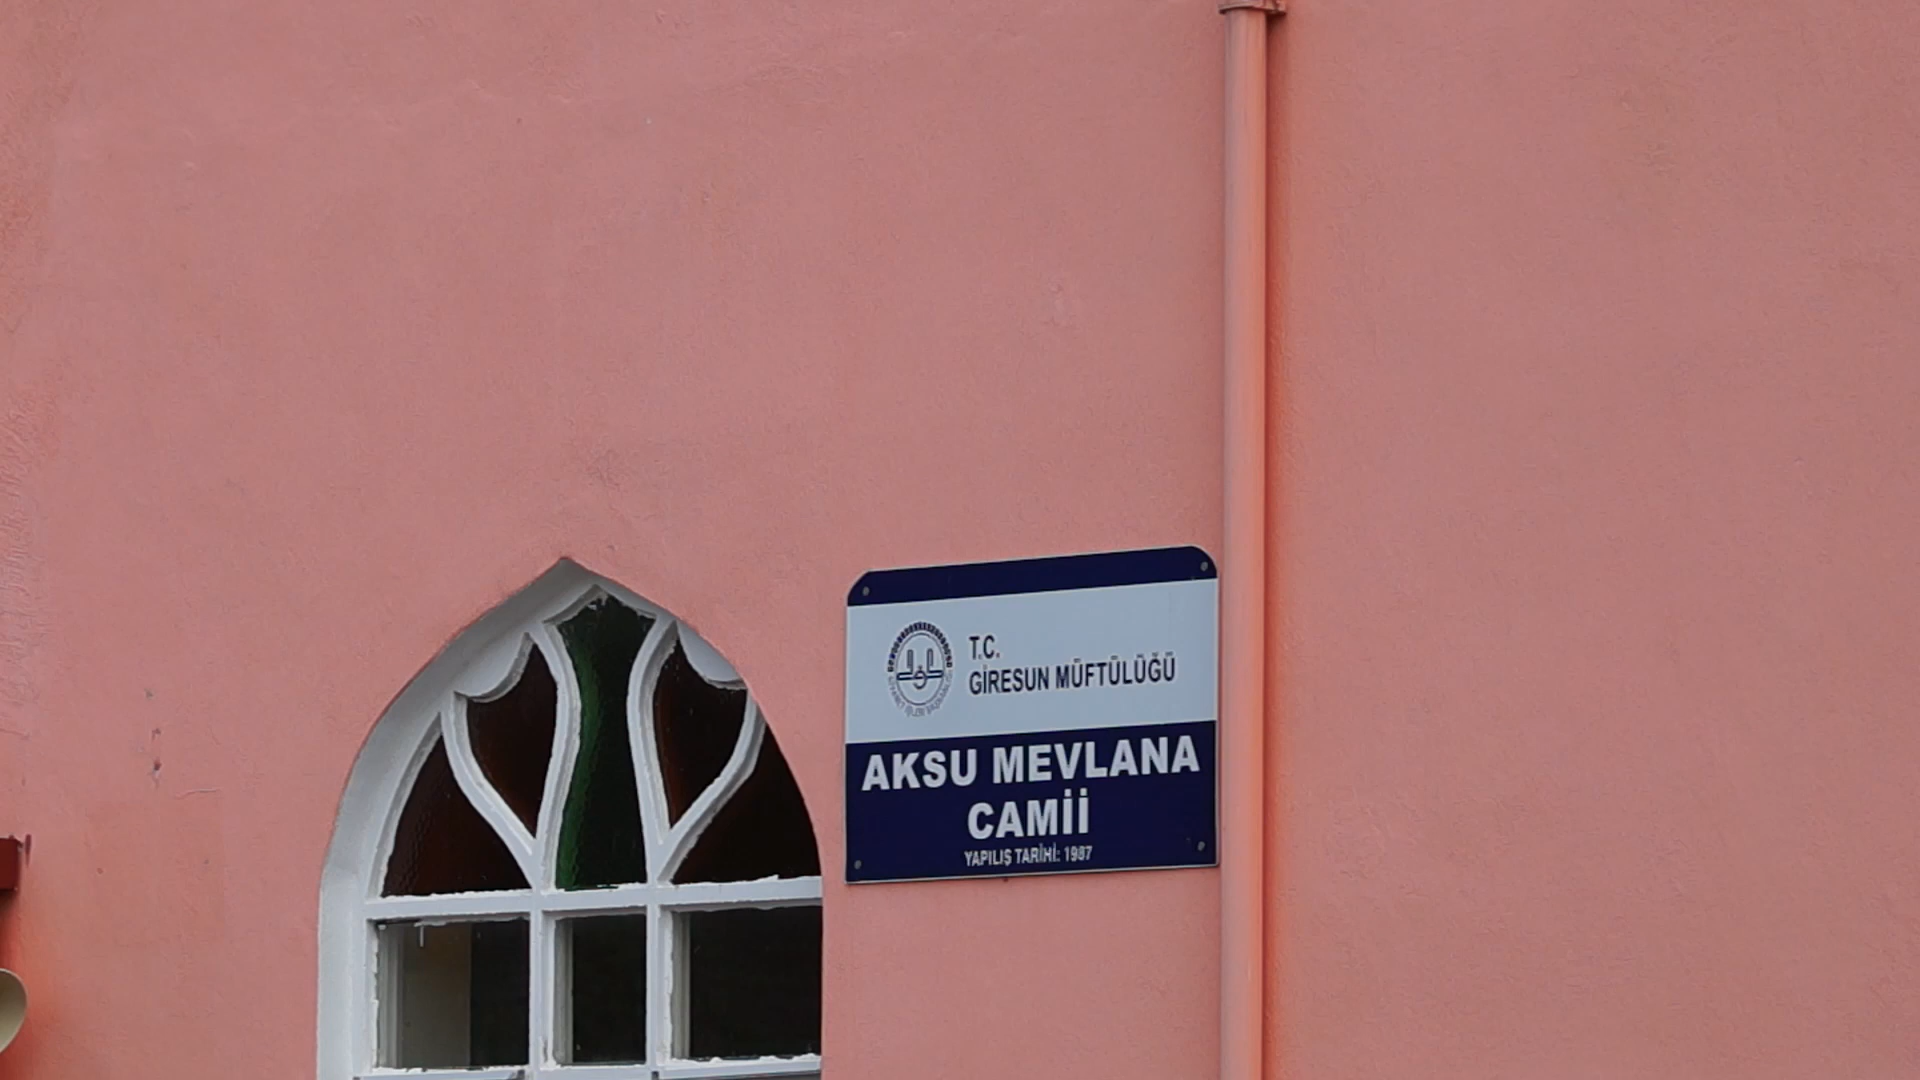 T.C.
GİRESUN MÜFTÜLÜĞÜ
AKSU MEVLANA
CAMİİ
YAPILIŞ TARİHİ: 1987